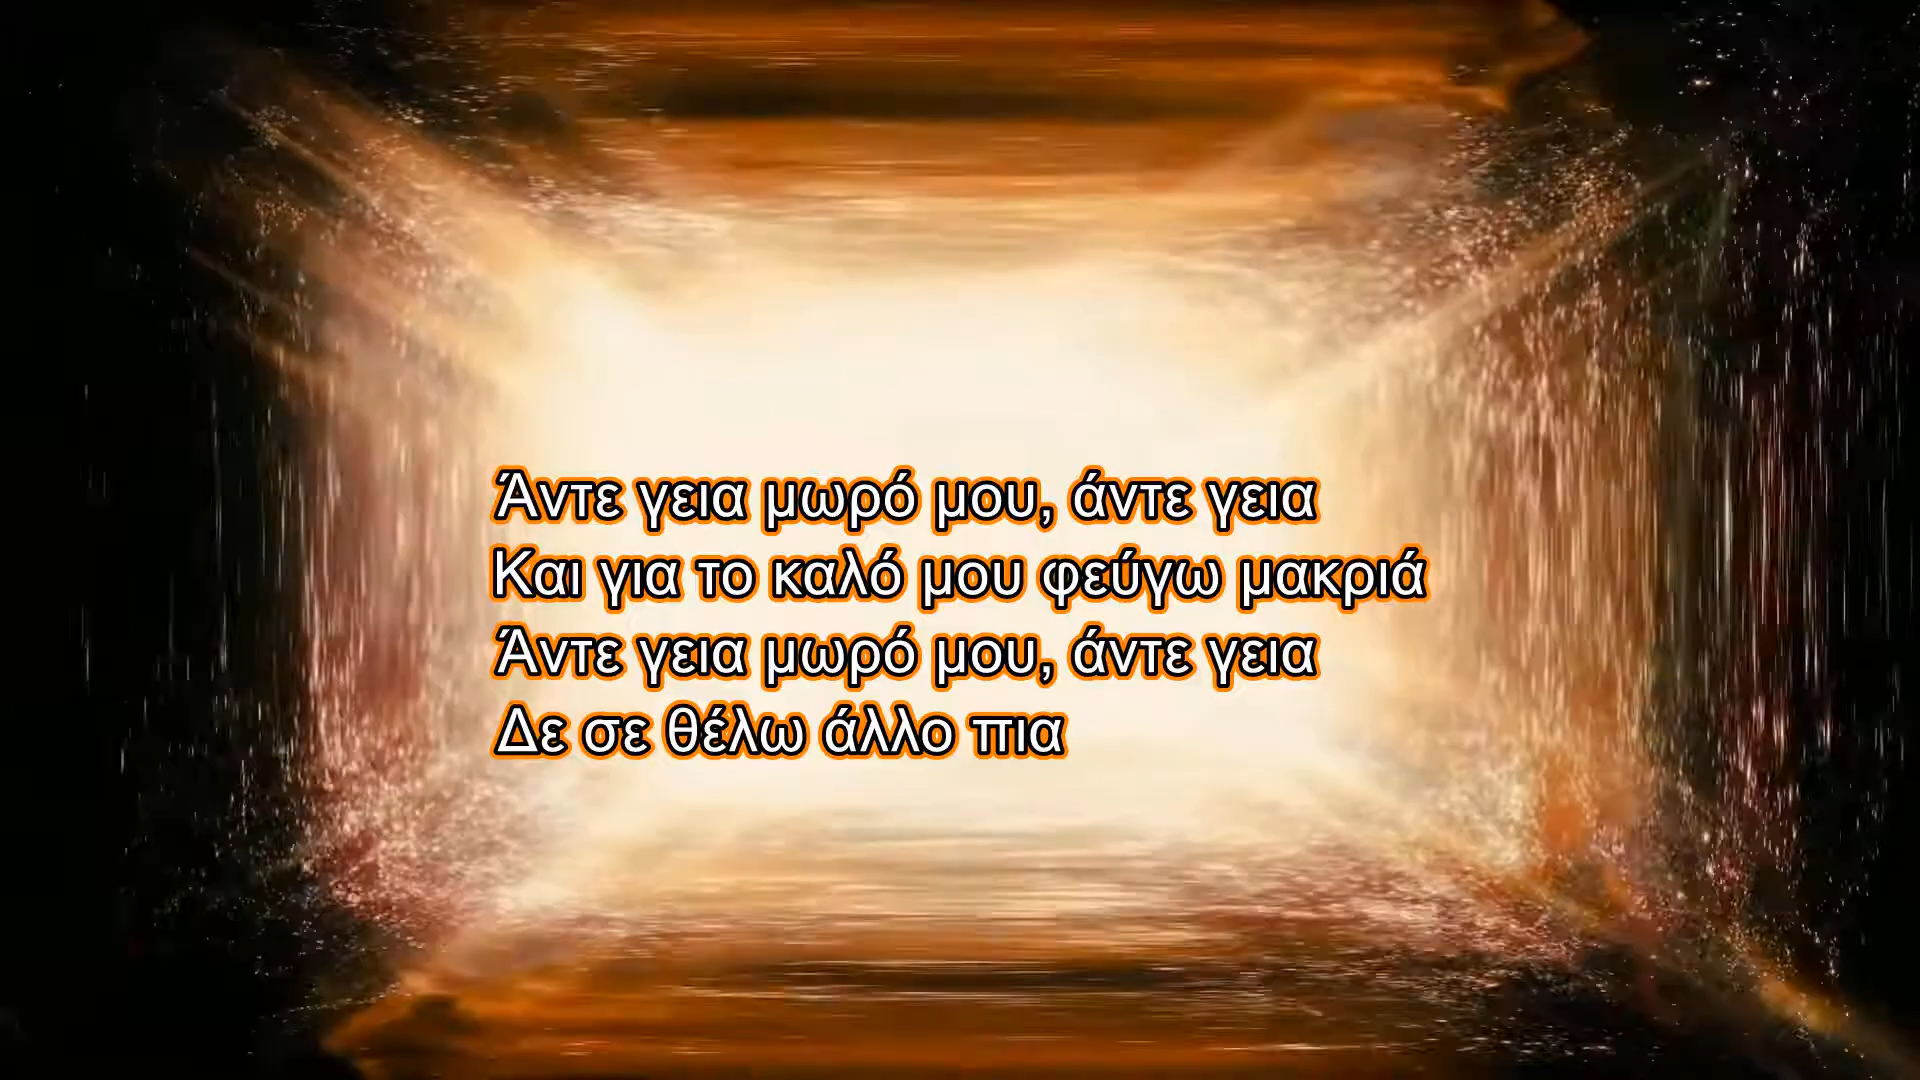 Άντε γεια μωρό μου, άντε γεια
Και για το καλό μου φεύγω μακριά
Άντε γεια μωρό μου, άντε γεια
Δε σε θέλω άλλο πια